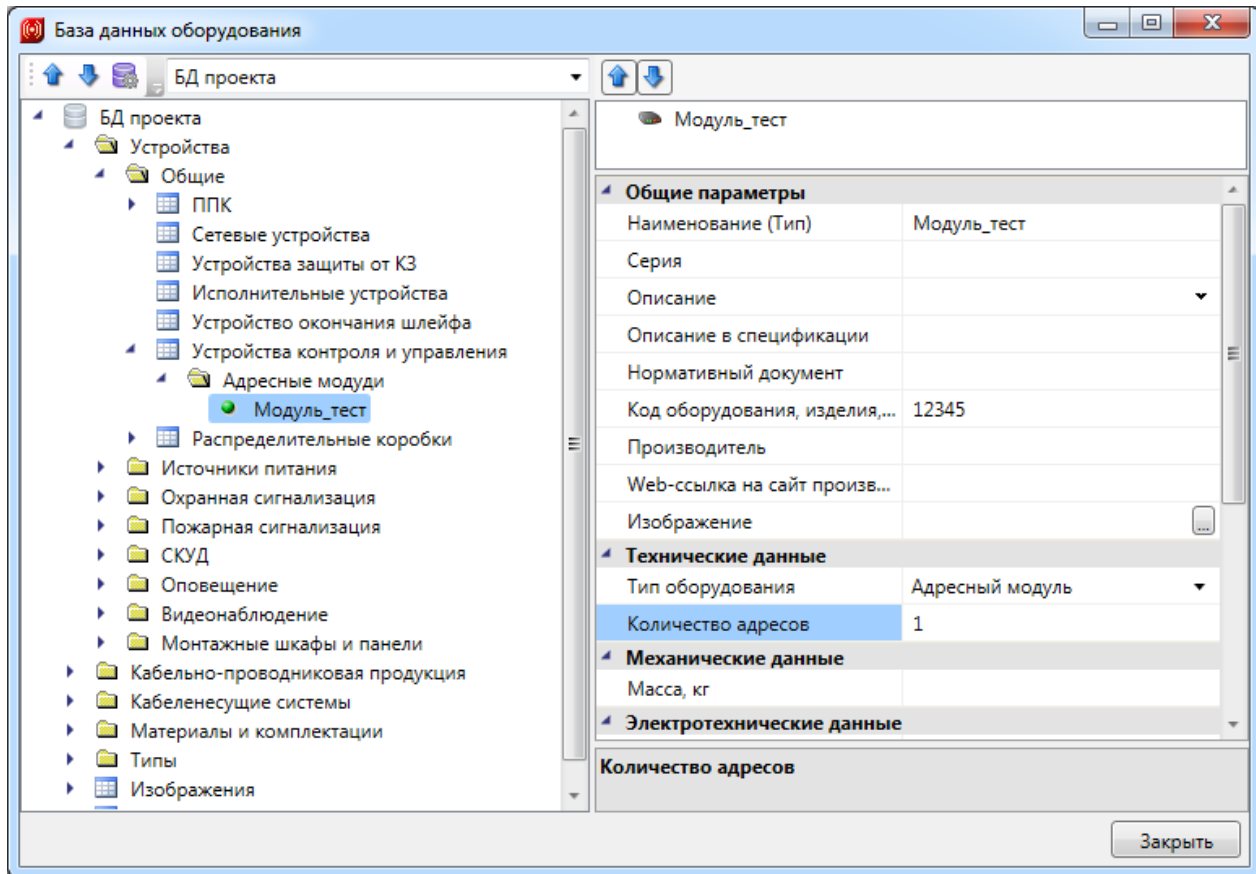 База данных оборудования
БД проекта
БД проекта
Устройства
Общие
ППК
Сетевые устройства
Устройства защиты от КЗ
Исполнительные устройства
Устройство окончания шлейфа
Устройства контроля и управления
Адресные модуди
Модуль_тест
Распределительные коробки
Источники питания
Охранная сигнализация
Пожарная сигнализация
СКУД
Оповещение
Видеонаблюдение
Монтажные шкафы и панели
Кабельно-проводниковая продукция
Кабеленесущие системы
Материалы и комплектации
Типы
Изображения
Модуль_тест
Общие параметры
Наименование (Тип) Модуль_тест
Серия
Описание
Описание в спецификации
Нормативный документ
Код оборудования, изделия,... 12345
Производитель
Web-ссылка на сайт произв...
Изображение ...
Технические данные
Тип оборудования Адресный модуль
Количество адресов 1
Механические данные
Масса, кг
Электротехнические данные
Количество адресов
Закрыть